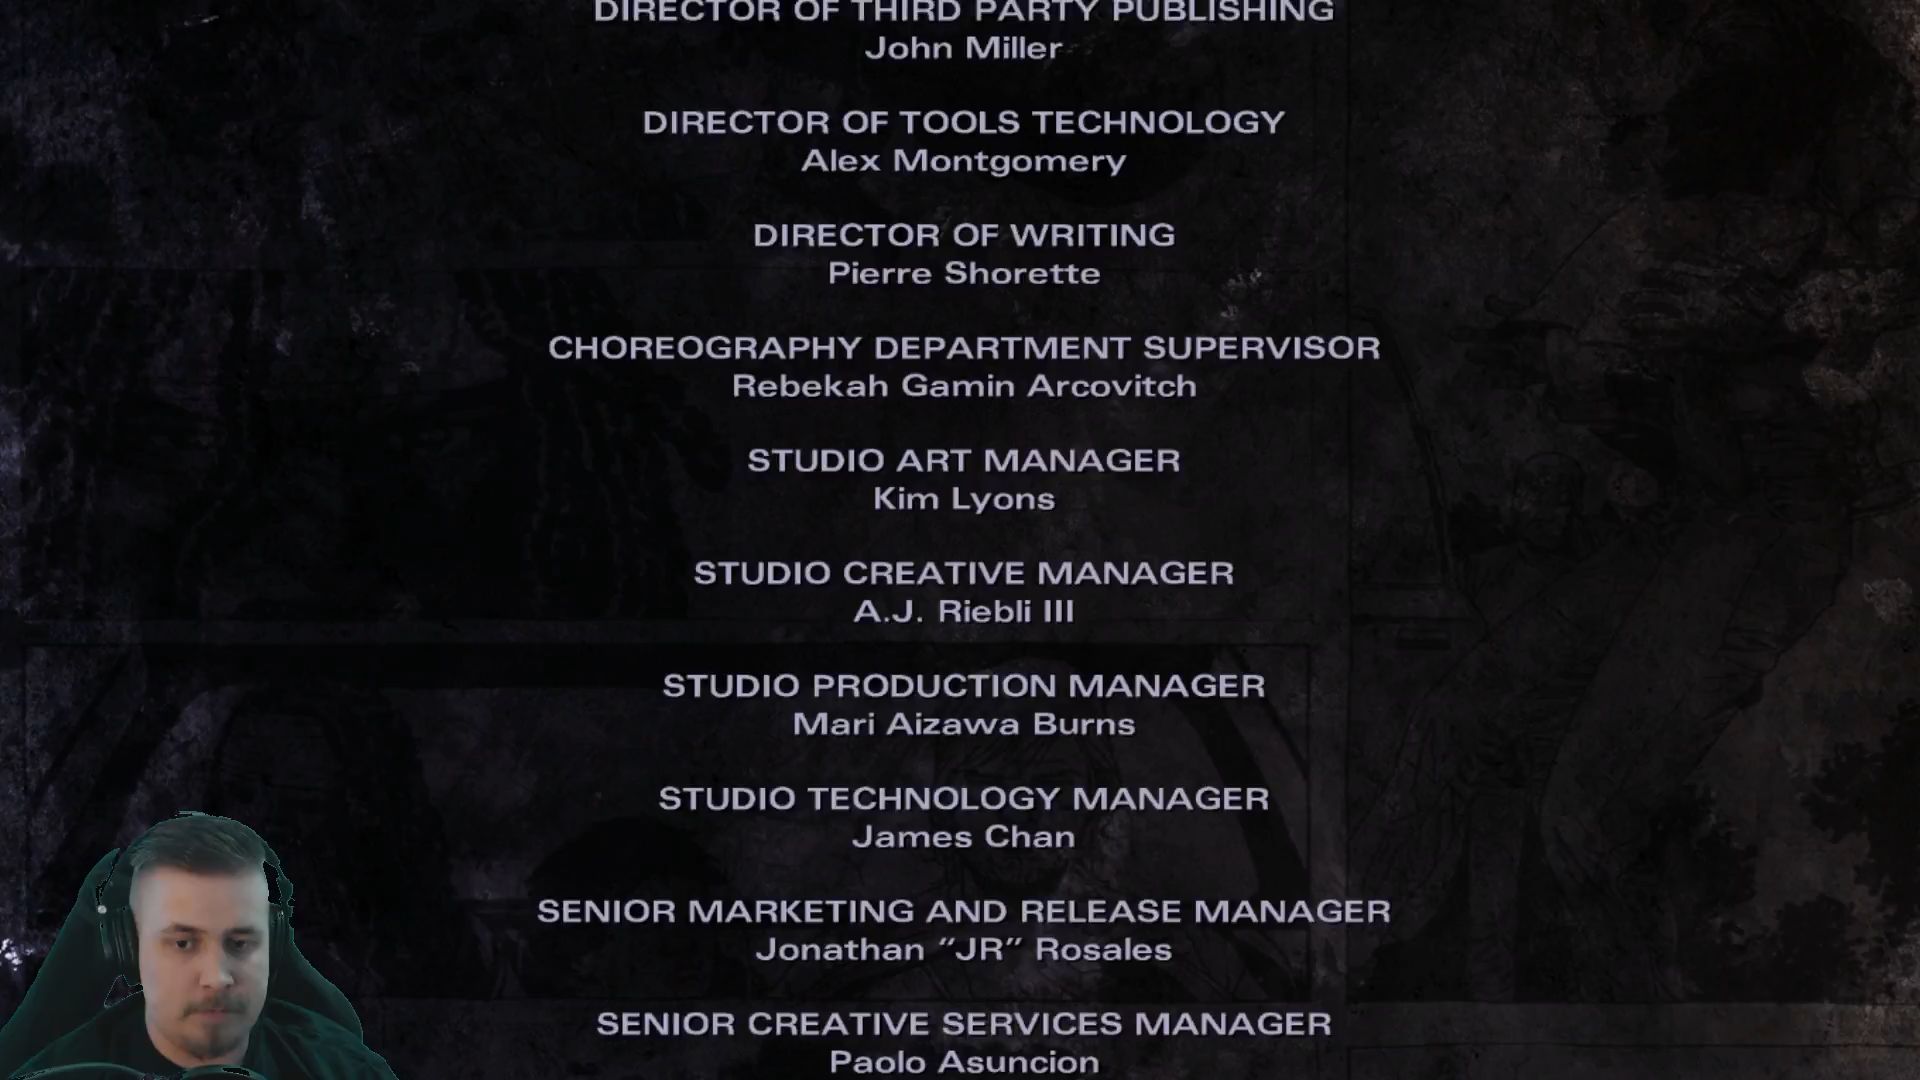 DIRECTOR OF THIRD PARTY PUBLISHING
John Miller
DIRECTOR OF TOOLS TECHNOLOGY
Alex Montgomery
DIRECTOR OF WRITING
Pierre Shorette
CHOREOGRAPHY DEPARTMENT SUPERVISOR
Rebekah Gamin Arcovitch
STUDIO ART MANAGER
Kim Lyons
STUDIO CREATIVE MANAGER
A.J. Riebli III
STUDIO PRODUCTION MANAGER
Mari Aizawa Burns
STUDIO TECHNOLOGY MANAGER
James Chan
SENIOR MARKETING AND RELEASE MANAGER
Jonathan “JR” Rosales
SENIOR CREATIVE SERVICES MANAGER
Paolo Asuncion